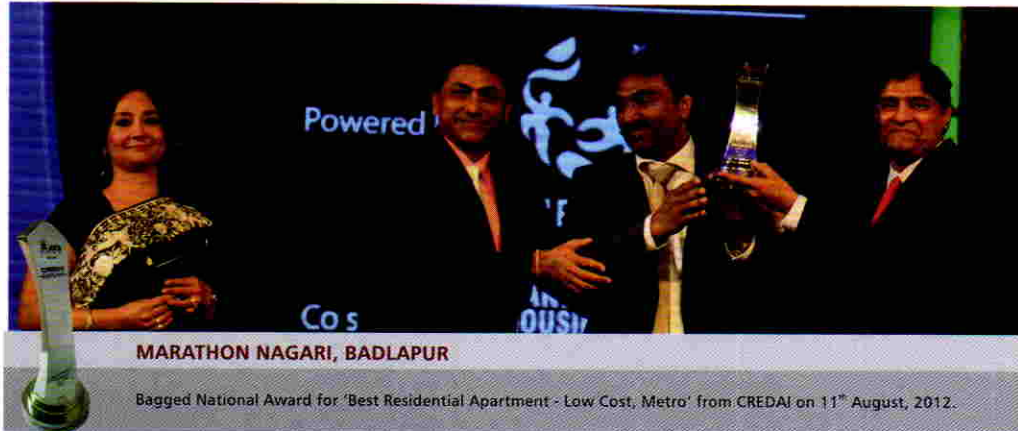 Powered
Co s
OUSI
MARATHON NAGARI, BADLAPUR
Bagged National Award for 'Best Residential Apartment - Low Cost, Metro' from CREDAI on 11th August, 2012.